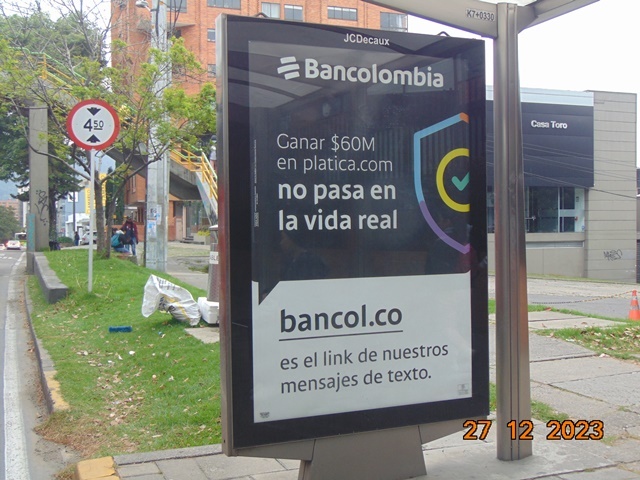 K7+0330
JCDecaux
Bancolombia
4.50
Casa Toro
Ganar $60M
en platica.com
no pasa en
la vida real
bancol.co
es el link de nuestros
mensajes de texto.
27 12 2023